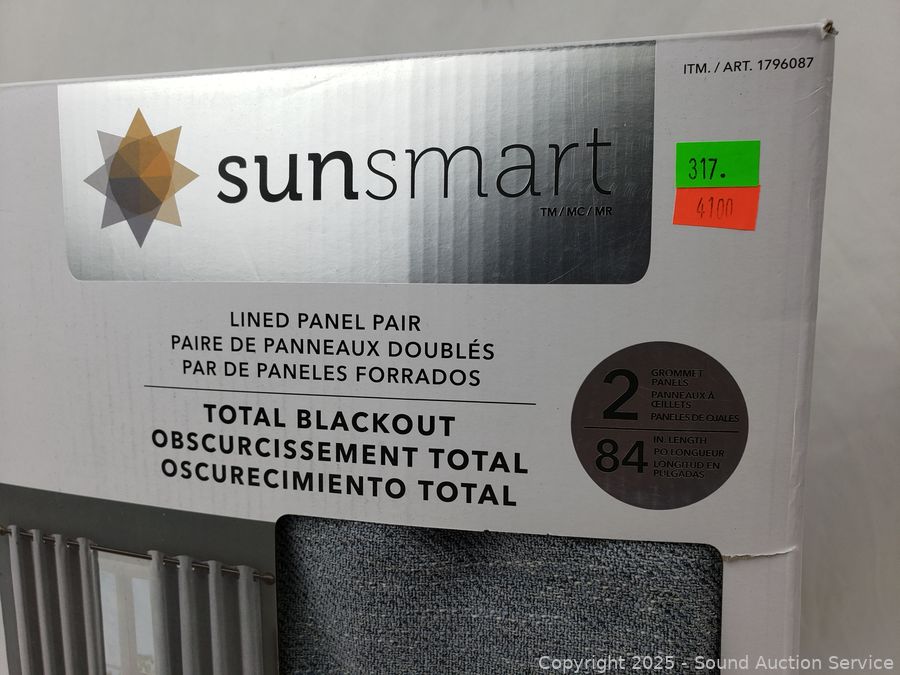 ITM. / ART. 1796087
sunsmart
TM/MC/MR
317.
4100
LINED PANEL PAIR
PAIRE DE PANNEAUX DOUBLÉS
PAR DE PANELES FORRADOS
TOTAL BLACKOUT
OBSCURCISSEMENT TOTAL
OSCURECIMIENTO TOTAL
2
GROMMET
PANELS
PANNEAUX À
ŒILLETS
PANELES DE OJALES
84
IN. LENGTH
PO LONGUEUR
LONGITUD EN
PULGADAS
Copyright 2025 - Sound Auction Service